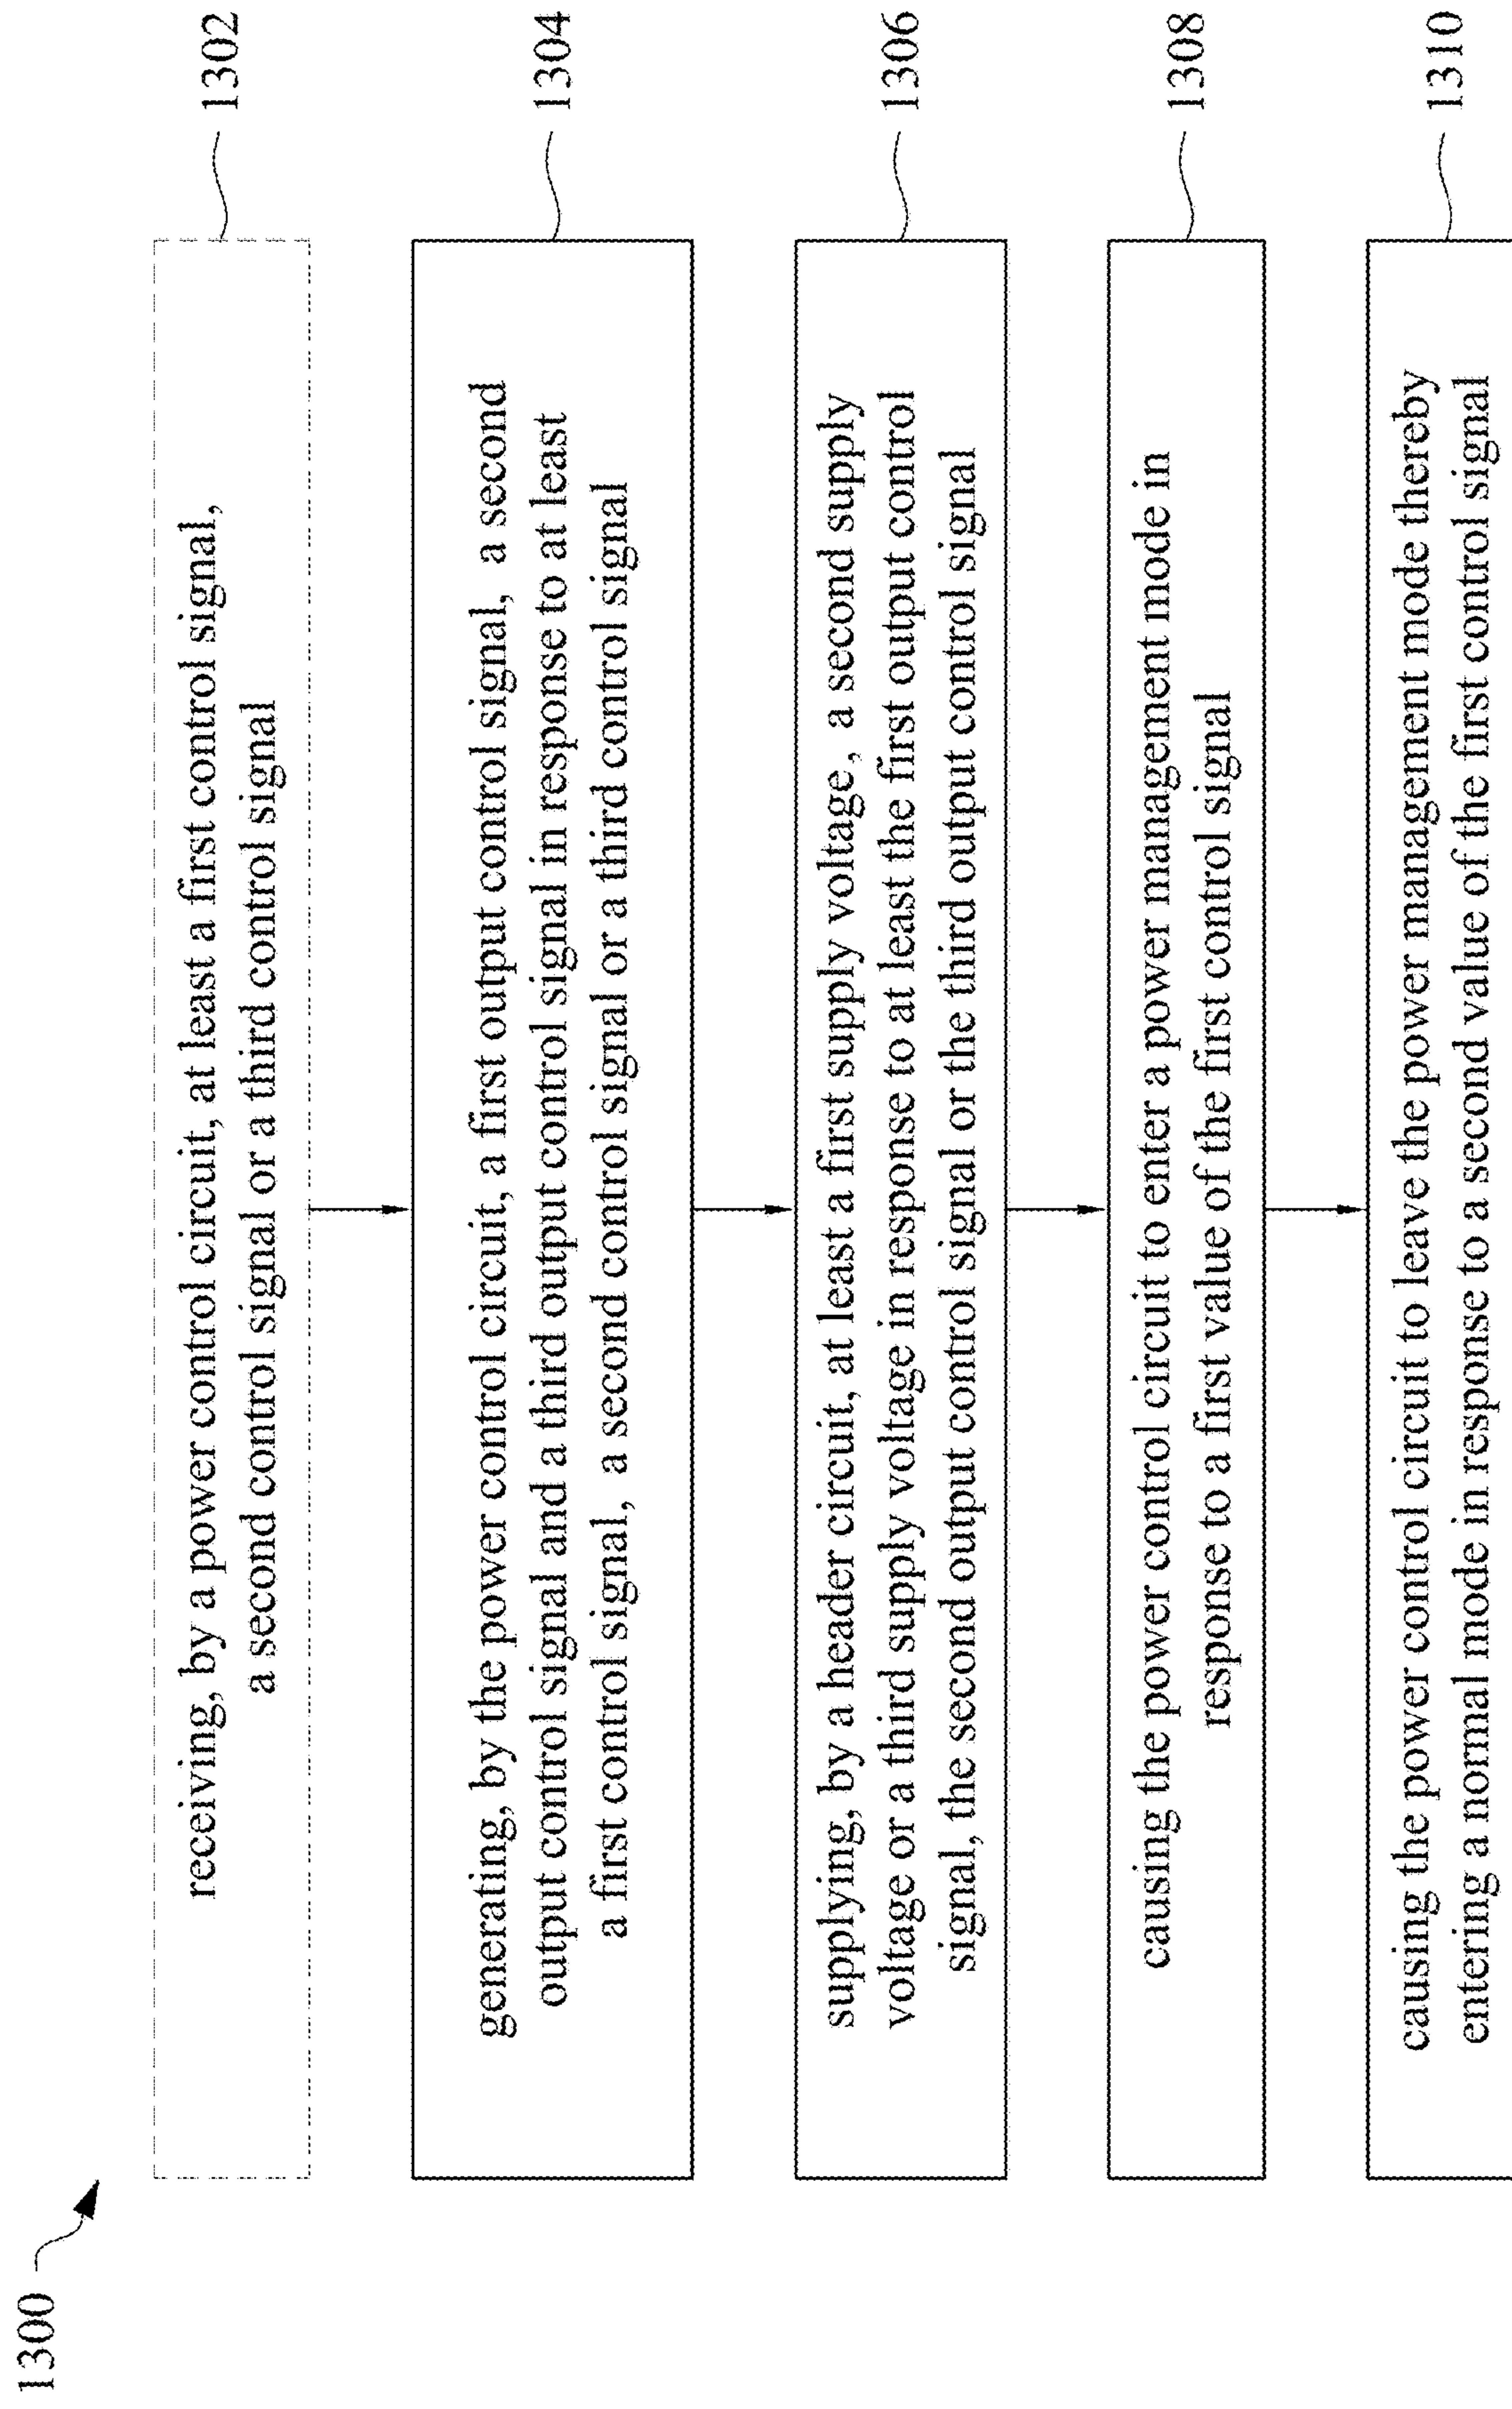 1300
receiving, by a power control circuit, at least a first control signal,
a second control signal or a third control signal
1302
generating, by the power control circuit, a first output control signal, a second
output control signal and a third output control signal in response to at least
a first control signal, a second control signal or a third control signal
1304
supplying, by a header circuit, at least a first supply voltage, a second supply
voltage or a third supply voltage in response to at least the first output control
signal, the second output control signal or the third output control signal
1306
causing the power control circuit to enter a power management mode in
response to a first value of the first control signal
1308
causing the power control circuit to leave the power management mode thereby
entering a normal mode in response to a second value of the first control signal
1310